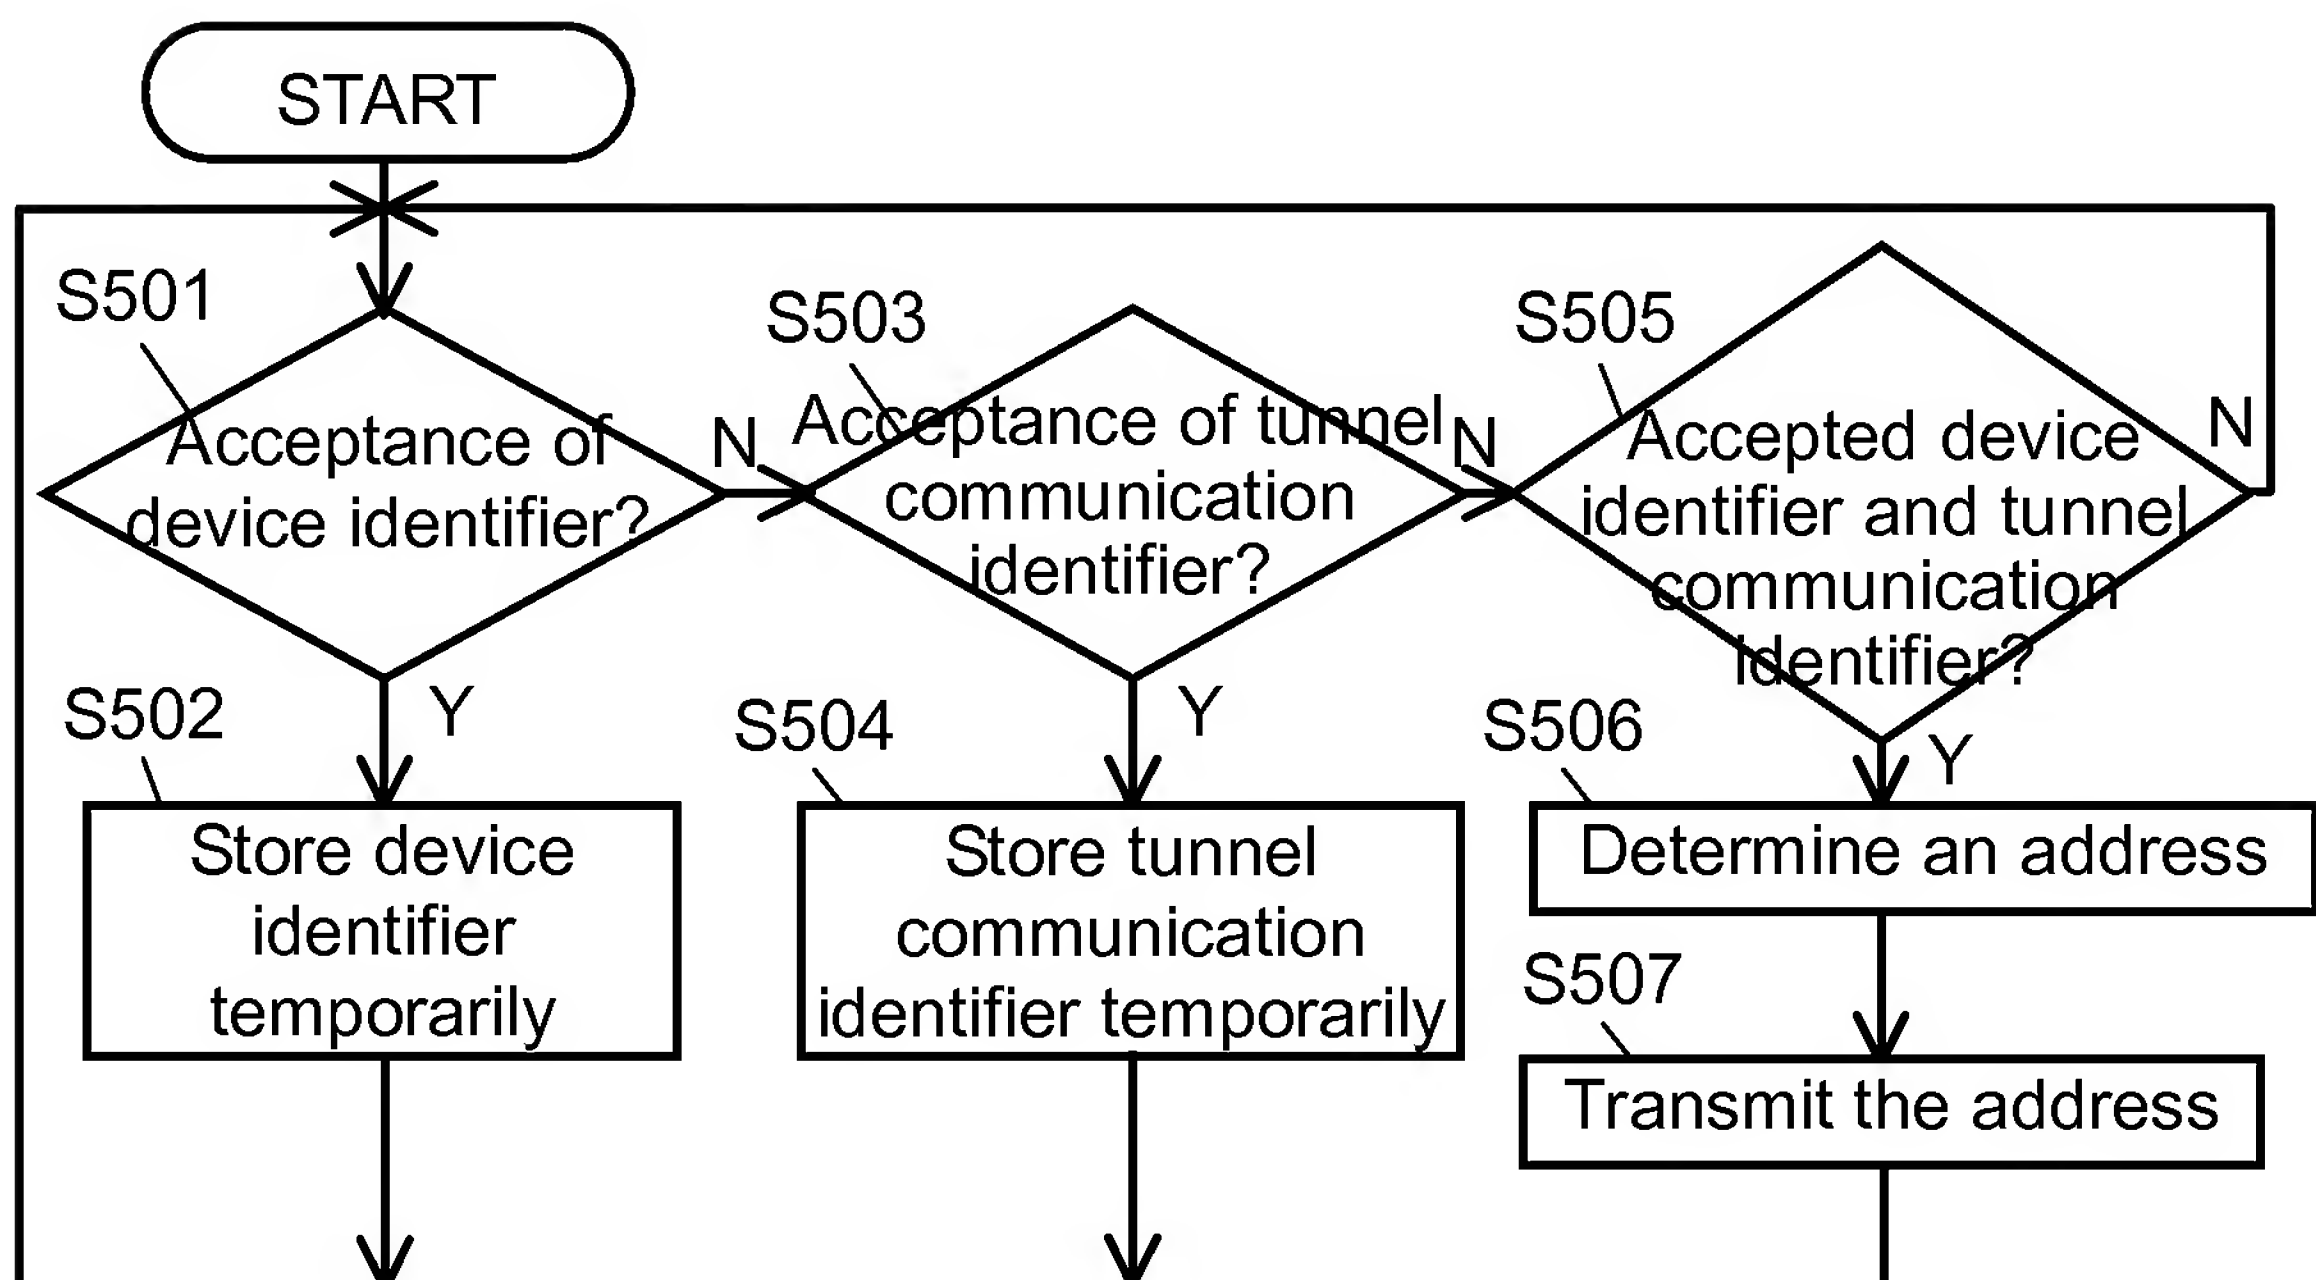 START
S501
Acceptance of
device identifier?
N
Y
S503
Acceptance of tunnel
communication
identifier?
N
Y
S505
Accepted device
identifier and tunnel
communication
identifier?
N
Y
S502
Store device
identifier
temporarily
S504
Store tunnel
communication
identifier temporarily
S506
Determine an address
S507
Transmit the address